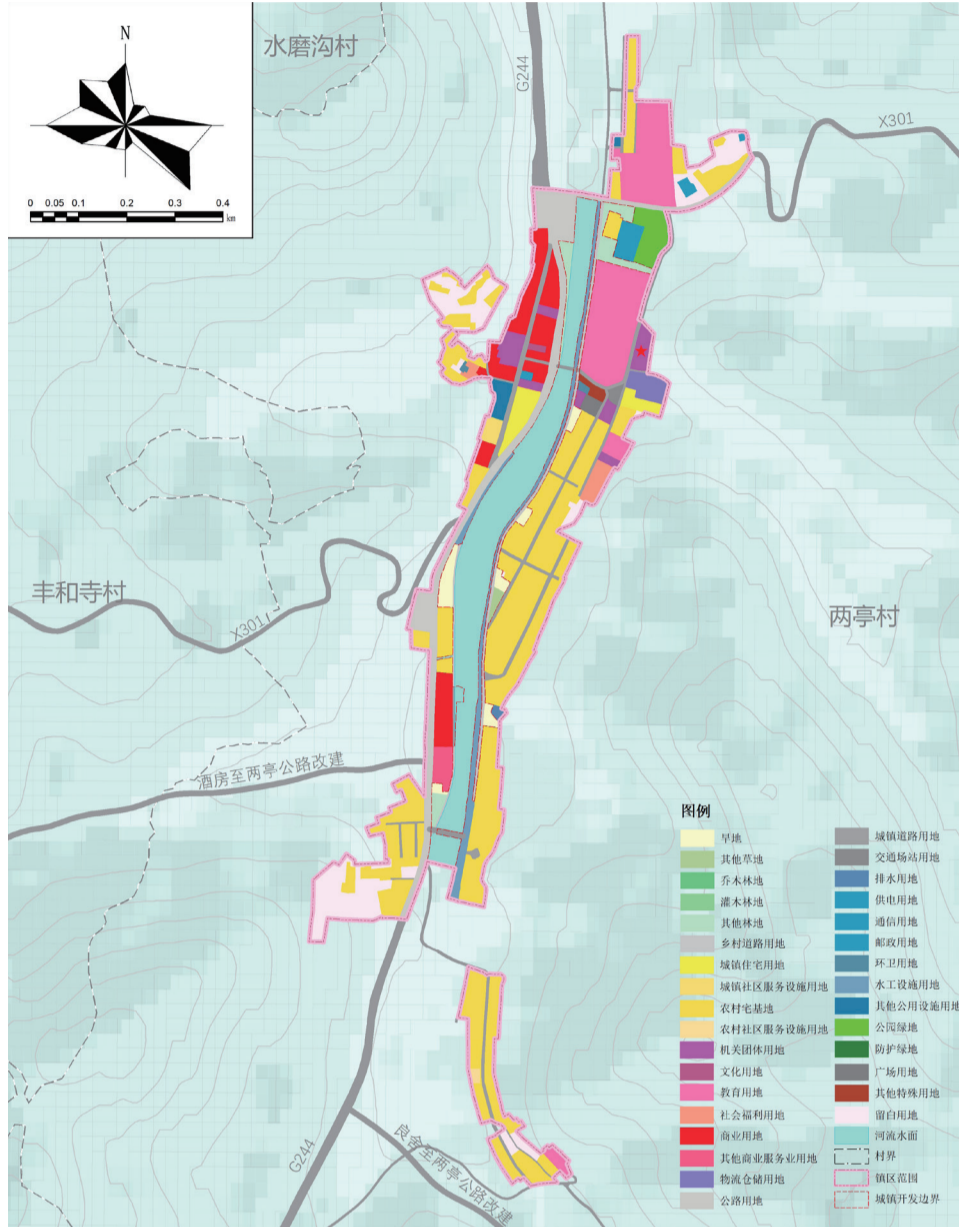 N
0 0.05 0.1 0.2 0.3 0.4
km
水磨沟村
G244
X301
丰和寺村
X301
两亭村
酒房至两亭公路改建
G244
良舍至两亭公路改建
图例
旱地
其他草地
乔木林地
灌木林地
其他林地
乡村道路用地
城镇住宅用地
城镇社区服务设施用地
农村宅基地
农村社区服务设施用地
机关团体用地
文化用地
教育用地
社会福利用地
商业用地
其他商业服务业用地
物流仓储用地
公路用地
城镇道路用地
交通场站用地
排水用地
供电用地
通信用地
邮政用地
环卫用地
水工设施用地
其他公用设施用地
公园绿地
防护绿地
广场用地
其他特殊用地
留白用地
河流水面
村界
镇区范围
城镇开发边界